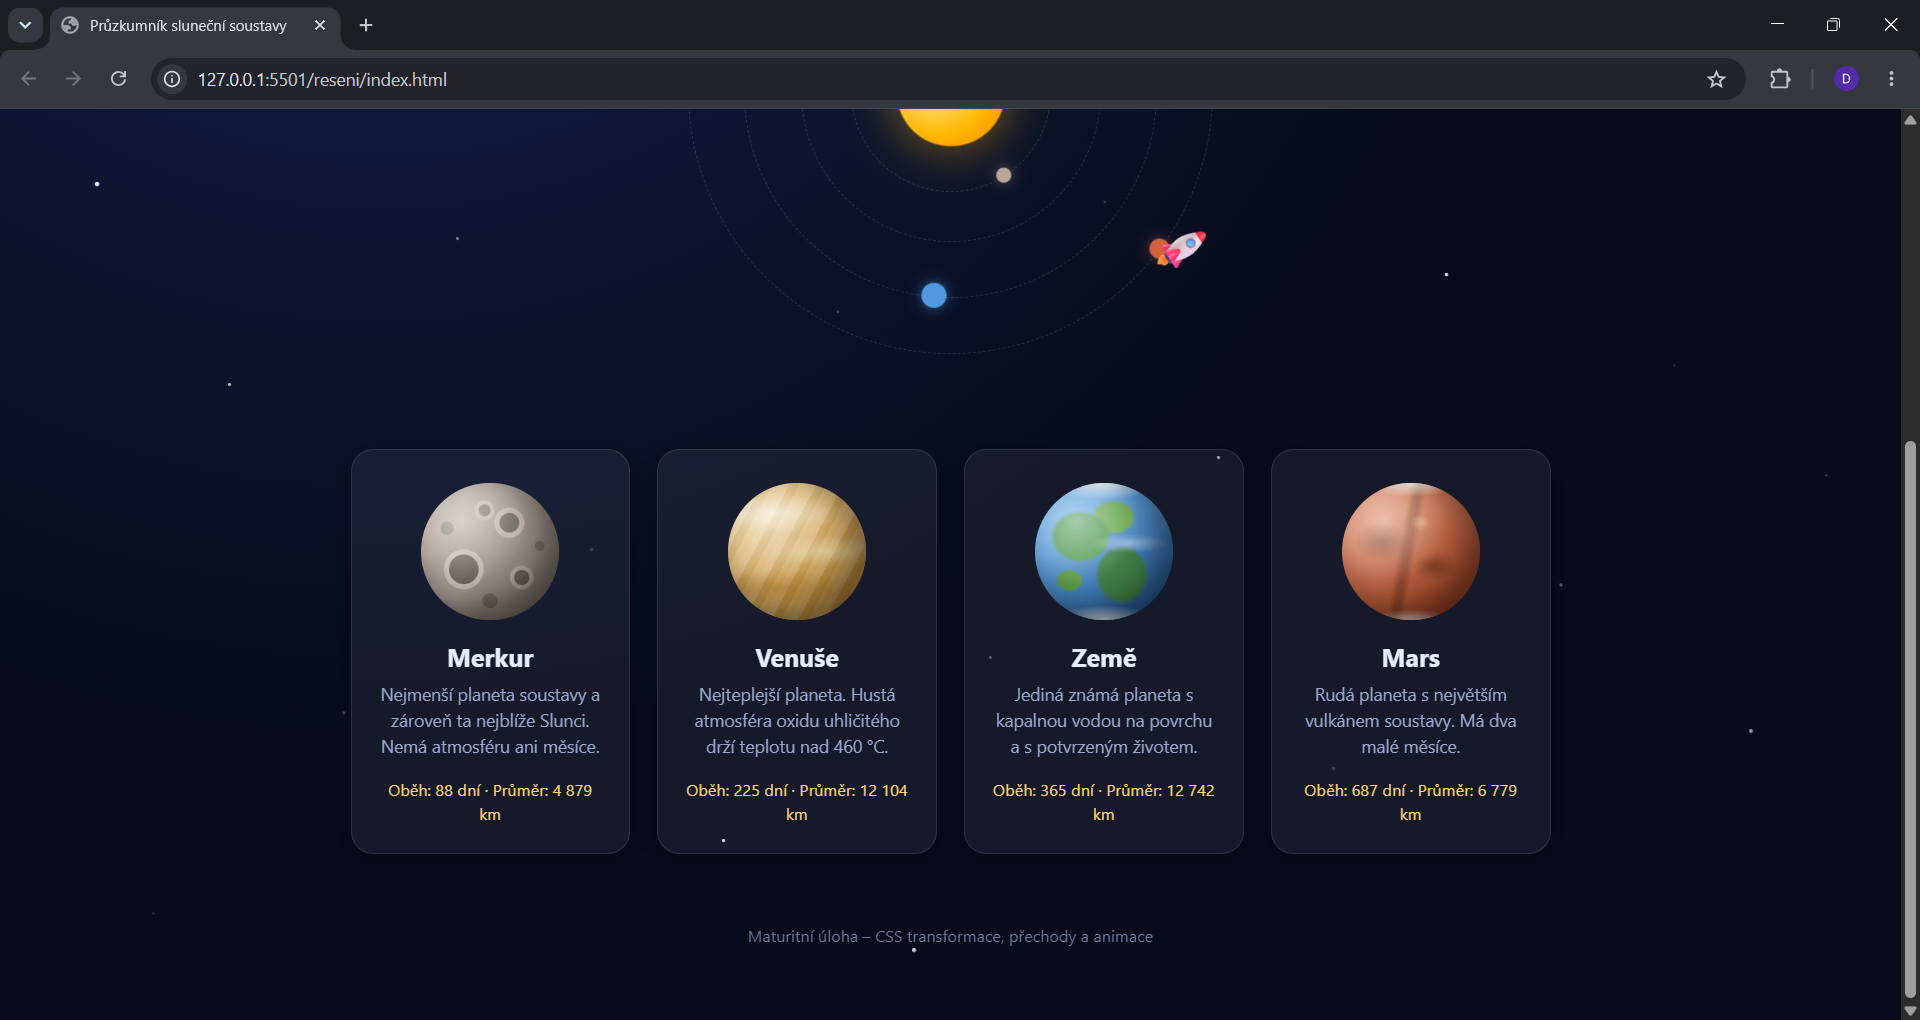 Průzkumník sluneční soustavy
127.0.0.1:5501/reseni/index.html
D
Merkur
Nejmenší planeta soustavy a
zároveň ta nejblíže Slunci.
Nemá atmosféru ani měsíce.
Oběh: 88 dní · Průměr: 4 879
km
Venuše
Nejteplejší planeta. Hustá
atmosféra oxidu uhličitého
drží teplotu nad 460 °C.
Oběh: 225 dní · Průměr: 12 104
km
Země
Jediná známá planeta s
kapalnou vodou na povrchu
a s potvrzeným životem.
Oběh: 365 dní · Průměr: 12 742
km
Mars
Rudá planeta s největším
vulkánem soustavy. Má dva
malé měsíce.
Oběh: 687 dní · Průměr: 6 779
km
Maturitní úloha – CSS transformace, přechody a animace